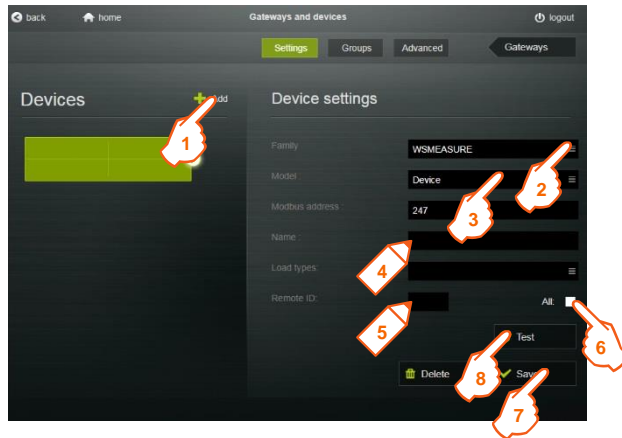 back home Gateways and devices logout
Settings Groups Advanced Gateways
Devices Add Device settings
1
Family WSMEASURE
2
Model: Device
3
Modbus address : 247
Name :
4
Load types:
Remote ID: All:
5
6
Test
8
Delete Save
7